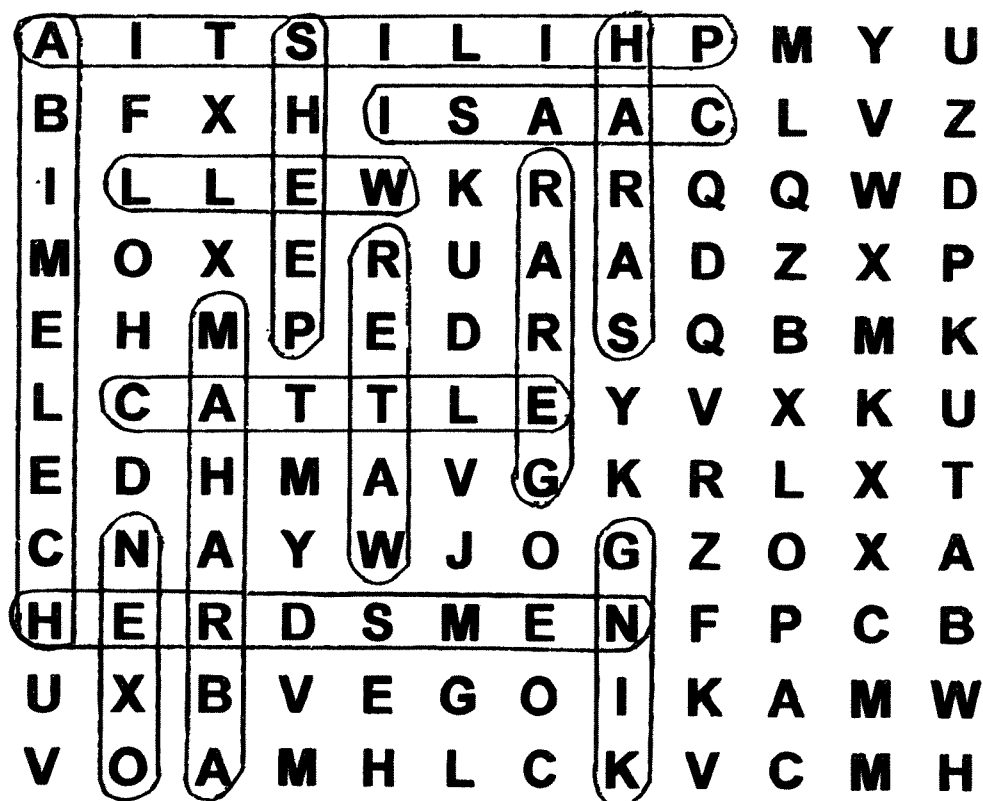 A I T S I L I H P M Y U
B F X H I S A A C L V Z
I L L E W K R R Q Q W D
M O X E R U A A D Z X P
E H M P E D R S Q B M K
L C A T T L E Y V X K U
E D H M A V G K R L X T
C N A Y W J O G Z O X A
H E R D S M E N F P C B
U X B V E G O I K A M W
V O A M H L C K V C M H